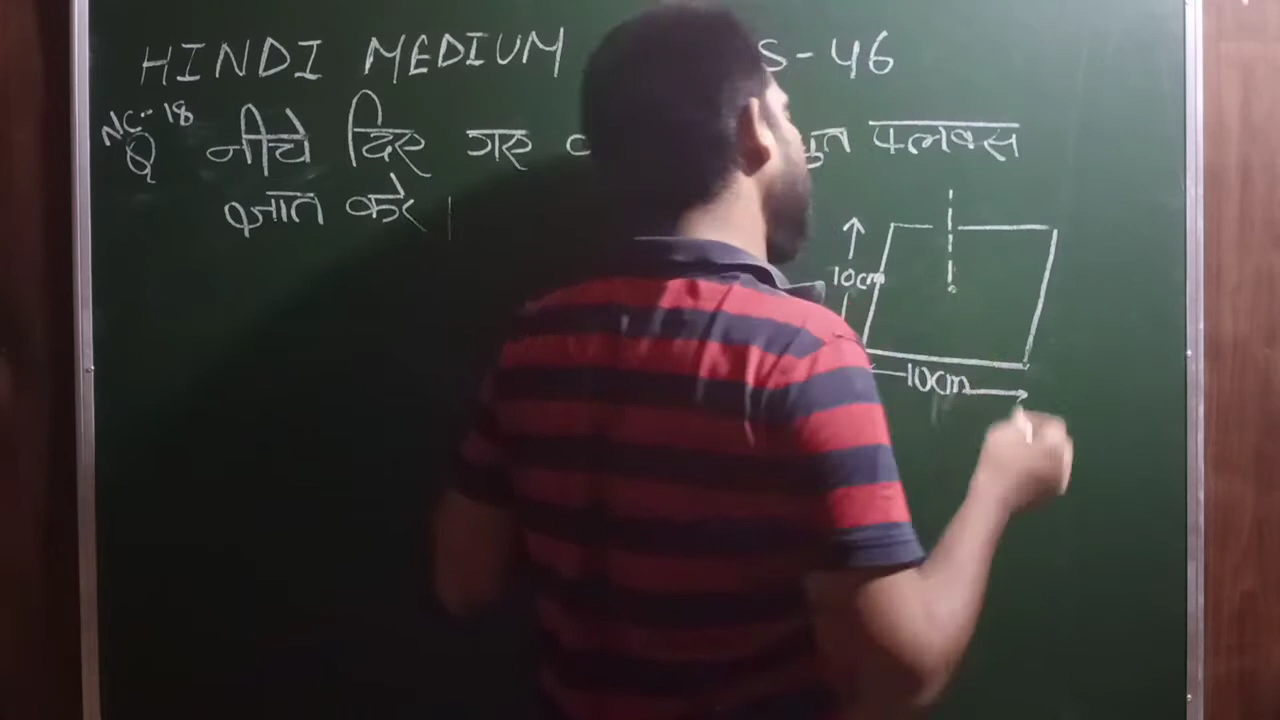 HINDI MEDIUM S-46
NC-18
Q नीचे दिए गए फ्लक्स
ज्ञात करे |
10cm
10cm